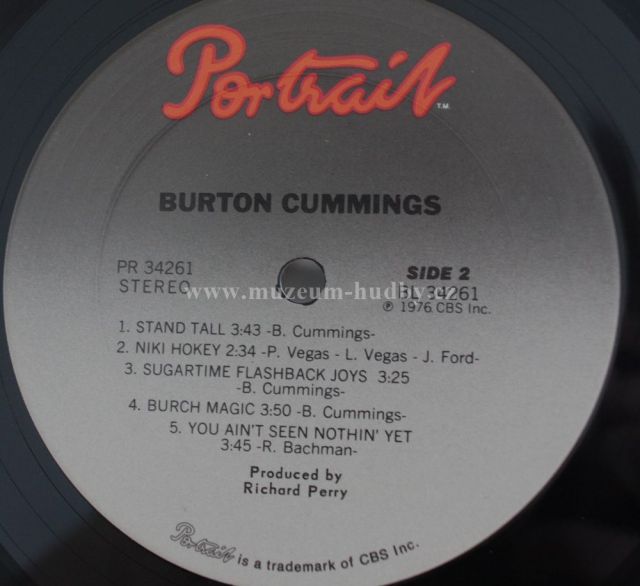 Portrait T.M.
BURTON CUMMINGS
PR 34261
STEREO
SIDE 2
BL 34261
℗ 1976 CBS Inc.
www.muzeum-hudby.cz
1. STAND TALL 3:43 -B. Cummings-
2. NIKI HOKEY 2:34 -P. Vegas - L. Vegas - J. Ford-
3. SUGARTIME FLASHBACK JOYS 3:25
-B. Cummings-
4. BURCH MAGIC 3:50 -B. Cummings-
5. YOU AIN'T SEEN NOTHIN' YET
3:45 -R. Bachman-
Produced by
Richard Perry
Portrait is a trademark of CBS Inc.